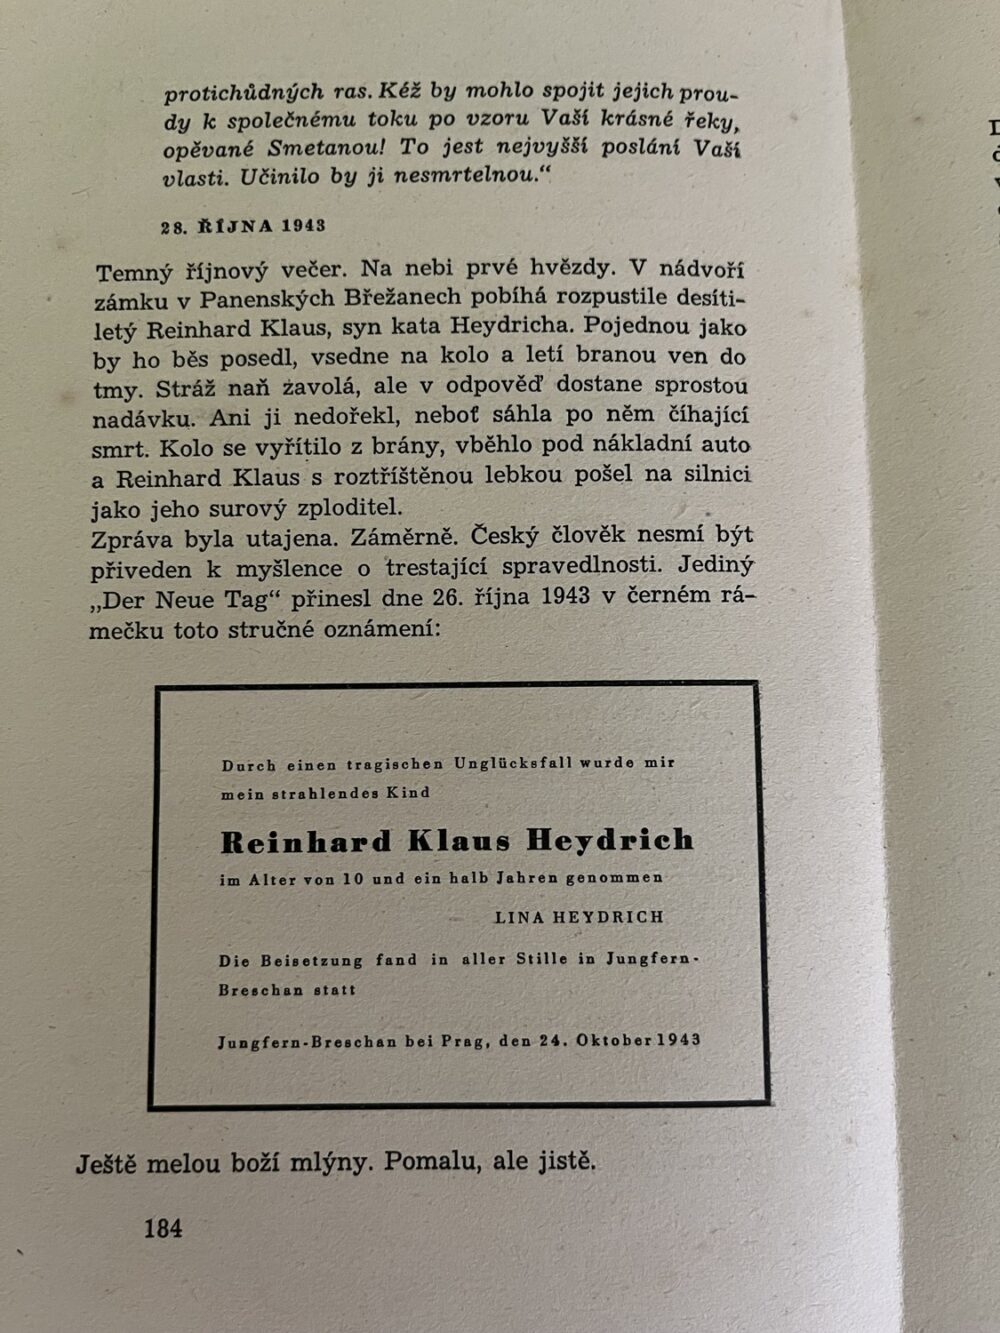 protichůdných ras. Kéž by mohlo spojit jejich prou-
dy k společnému toku po vzoru Vaší krásné řeky,
opěvané Smetanou! To jest nejvyšší poslání Vaší
vlasti. Učinilo by ji nesmrtelnou.“
28. ŘÍJNA 1943
Temný říjnový večer. Na nebi prvé hvězdy. V nádvoří
zámku v Panenských Břežanech pobíhá rozpustile desíti-
letý Reinhard Klaus, syn kata Heydricha. Pojednou jako
by ho běs posedl, vsedne na kolo a letí branou ven do
tmy. Stráž naň zavolá, ale v odpověď dostane sprostou
nadávku. Ani ji nedořekl, neboť sáhla po něm číhající
smrt. Kolo se vyřítilo z brány, vběhlo pod nákladní auto
a Reinhard Klaus s roztříštěnou lebkou pošel na silnici
jako jeho surový zploditel.
Zpráva byla utajena. Záměrně. Český člověk nesmí být
přiveden k myšlence o trestající spravedlnosti. Jediný
„Der Neue Tag“ přinesl dne 26. října 1943 v černém rá-
mečku toto stručné oznámení:
Durch einen tragischen Unglücksfall wurde mir
mein strahlendes Kind
Reinhard Klaus Heydrich
im Alter von 10 und ein halb Jahren genommen
LINA HEYDRICH
Die Beisetzung fand in aller Stille in Jungfern-
Breschan statt
Jungfern-Breschan bei Prag, den 24. Oktober 1943
Ještě melou boží mlýny. Pomalu, ale jistě.
184